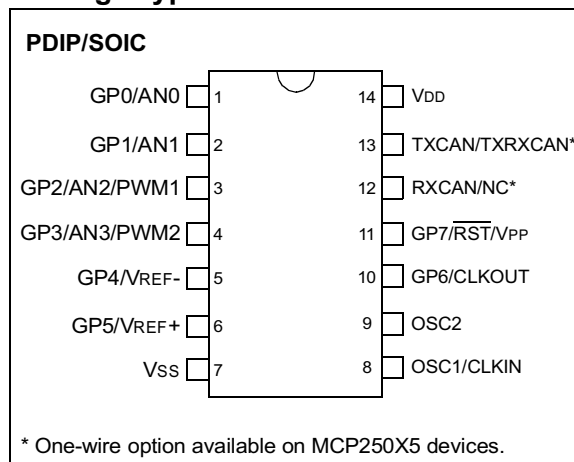 PDIP/SOIC
GP0/AN0 1 14 VDD
GP1/AN1 2 13 TXCAN/TXRXCAN*
GP2/AN2/PWM1 3 12 RXCAN/NC*
GP3/AN3/PWM2 4 11 GP7/RST/VPP
GP4/VREF- 5 10 GP6/CLKOUT
GP5/VREF+ 6 9 OSC2
VSS 7 8 OSC1/CLKIN
* One-wire option available on MCP250X5 devices.